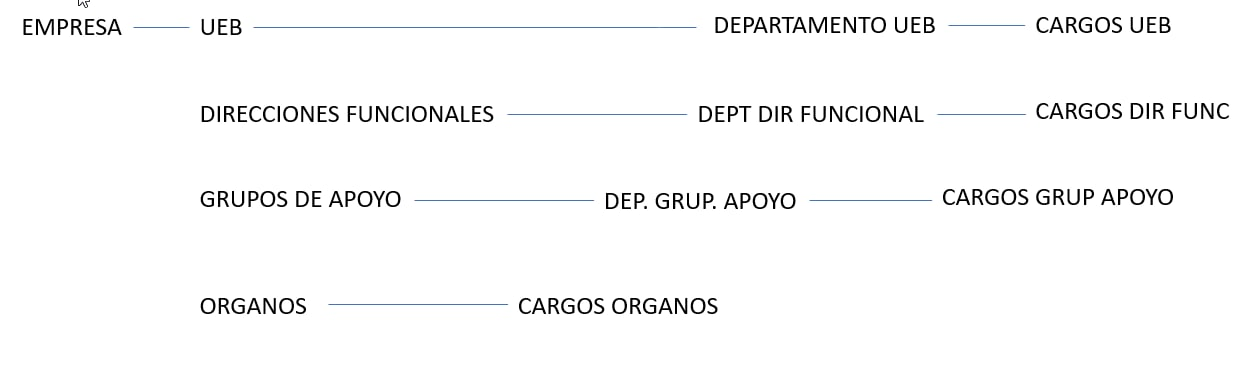 EMPRESA UEB DEPARTAMENTO UEB CARGOS UEB
DIRECCIONES FUNCIONALES DEPT DIR FUNCIONAL CARGOS DIR FUNC
GRUPOS DE APOYO DEP. GRUP. APOYO CARGOS GRUP APOYO
ORGANOS CARGOS ORGANOS